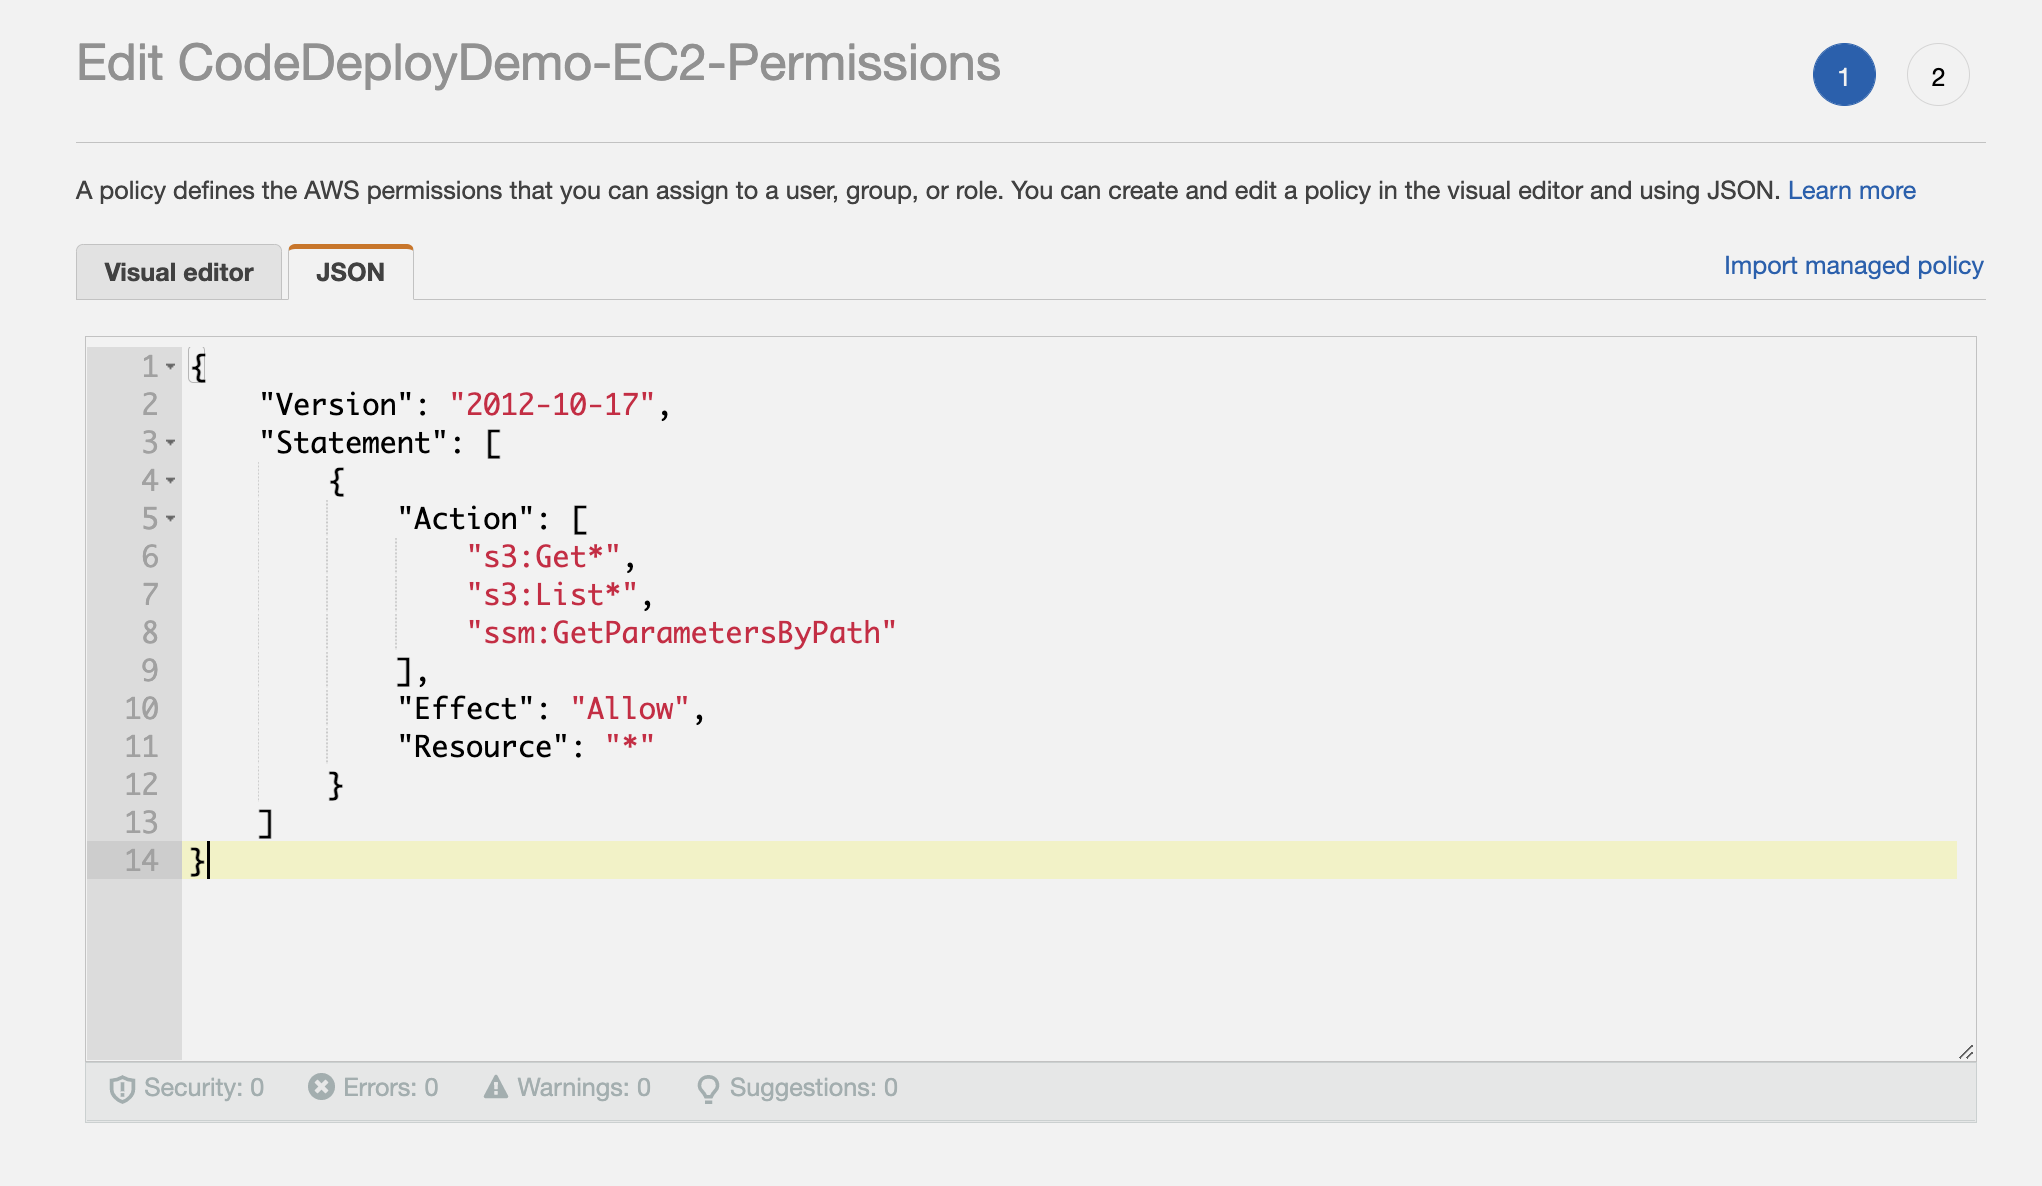 Edit CodeDeployDemo-EC2-Permissions
1
2
A policy defines the AWS permissions that you can assign to a user, group, or role. You can create and edit a policy in the visual editor and using JSON. Learn more
Visual editor
JSON
Import managed policy
1 {
2     "Version": "2012-10-17",
3     "Statement": [
4         {
5             "Action": [
6                 "s3:Get*",
7                 "s3:List*",
8                 "ssm:GetParametersByPath"
9             ],
10             "Effect": "Allow",
11             "Resource": "*"
12         }
13     ]
14 }
Security: 0
Errors: 0
Warnings: 0
Suggestions: 0